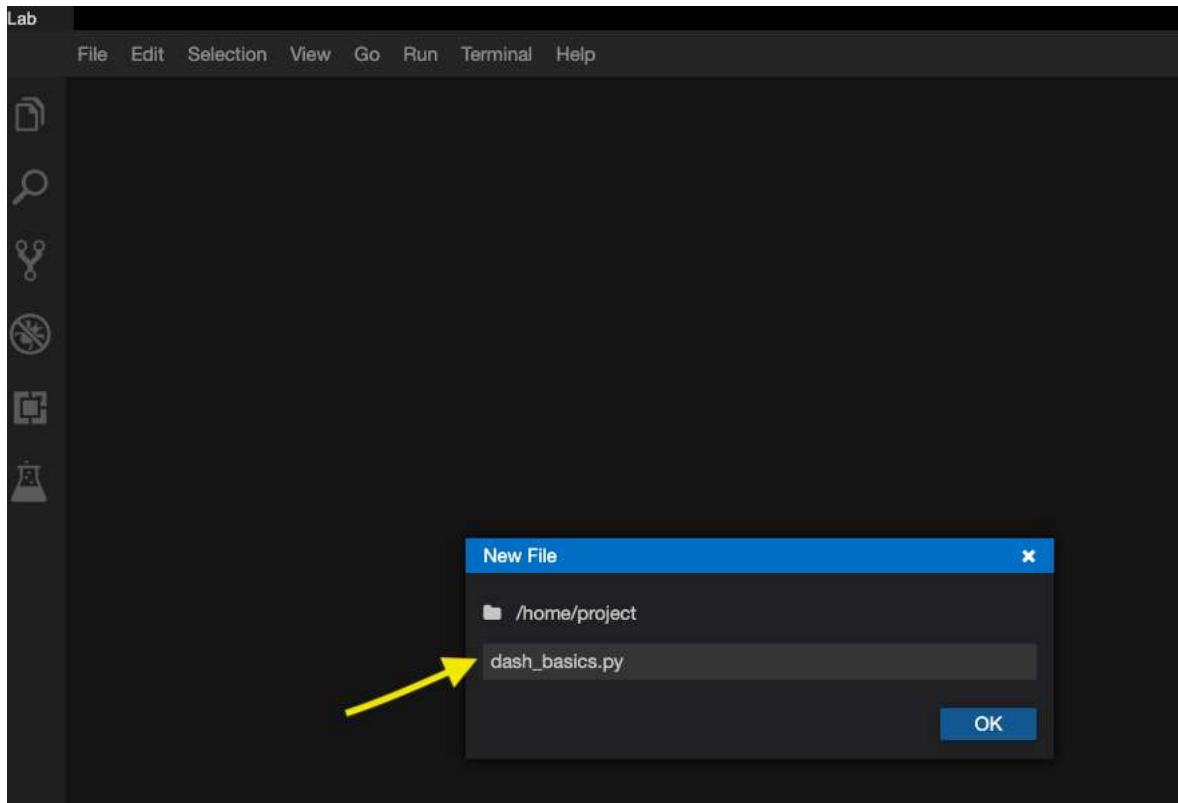 Lab
File Edit Selection View Go Run Terminal Help
New File
/home/project
dash_basics.py
OK